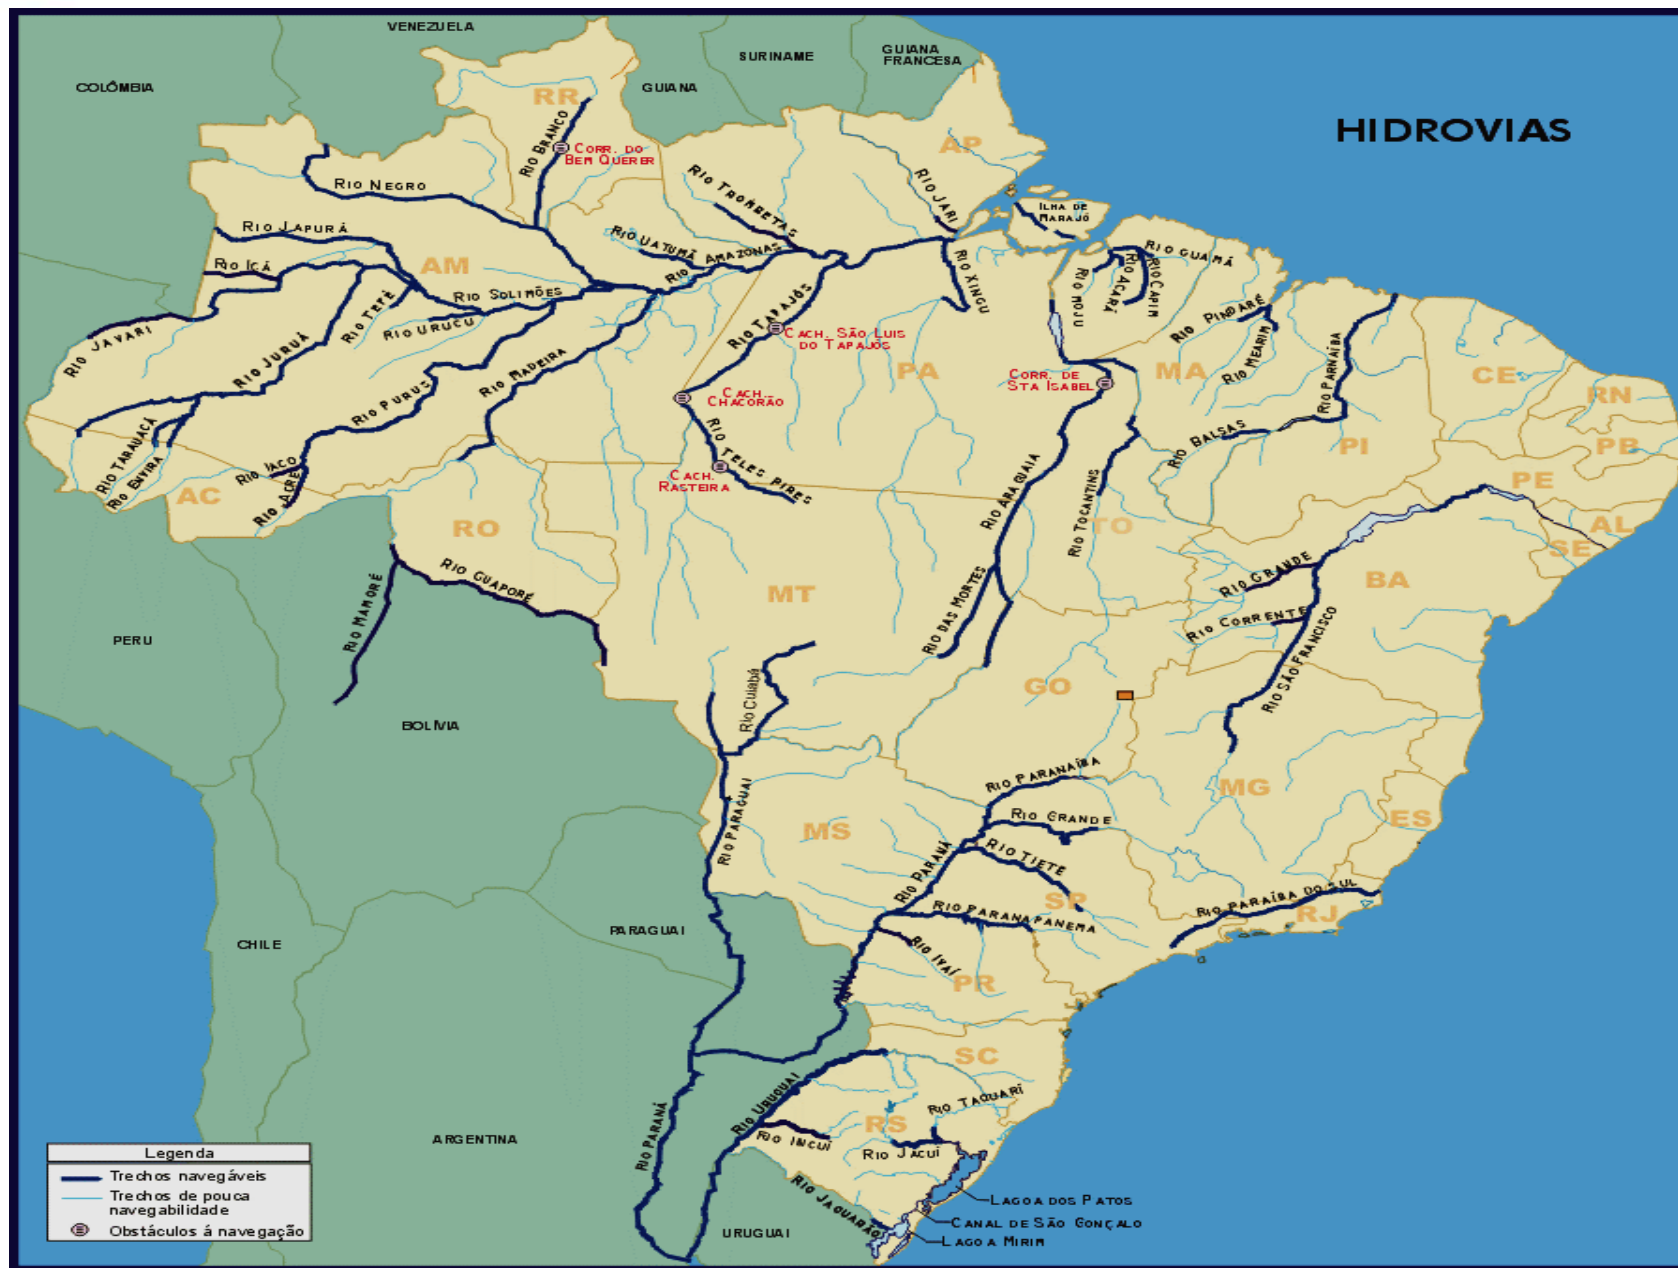 HIDROVIAS
VENEZUELA
COLÔMBIA
SURINAME
GUIANA
FRANCESA
GUIANA
RR
AP
RIO BRANCO
CORR. DO
BEM QUERER
RIO NEGRO
RIO TROMBETAS
RIO JARI
ILHA DE
MARAJÓ
RIO JAPURÁ
RIO UATUMÃ
RIO AMAZONAS
RIO GUAMÁ
RIO IÇÁ
AM
RIO XINGU
RIO MOJU
RIO ACARÁ
RIO CAPIM
RIO SOLIMÕES
RIO TEFÉ
RIO URUCU
RIO JAVARI
RIO JURUÁ
RIO TAPAJÓS
CACH. SÃO LUIS
DO TAPAJÓS
RIO PINDARÉ
RIO MEARIM
RIO PARNAÍBA
RIO PURUS
RIO MADEIRA
PA
MA
CE
RN
CORR. DE
STA ISABEL
CACH.
CHACORÃO
RIO TARAUACÁ
RIO ENVIRA
RIO IACO
RIO ACRE
AC
RIO TELES PIRES
CACH.
RASTEIRA
RIO BALSAS
PI
PB
PE
AL
SE
RO
RIO ARAGUAIA
RIO TOCANTINS
TO
RIO GRANDE
BA
RIO MAMORÉ
RIO GUAPORÉ
MT
RIO DAS MORTES
RIO CORRENTE
RIO SÃO FRANCISCO
PERU
BOLÍVIA
Rio Cuiabá
GO
RIO PARAGUAI
MS
RIO PARANAÍBA
RIO GRANDE
MG
ES
RIO PARANÁ
RIO TIETE
SP
RIO PARANAPANEMA
RIO PARAÍBA DO SUL
RJ
CHILE
PARAGUAI
RIO IVAÍ
PR
SC
RIO PARANÁ
RIO URUGUAI
RIO TAQUARI
RS
RIO JACUÍ
ARGENTINA
RIO JAQUARÃO
URUGUAI
LAGOA DOS PATOS
CANAL DE SÃO GONÇALO
LAGOA MIRIM
Legenda
Trechos navegáveis
Trechos de pouca
navegabilidade
Obstáculos á navegação